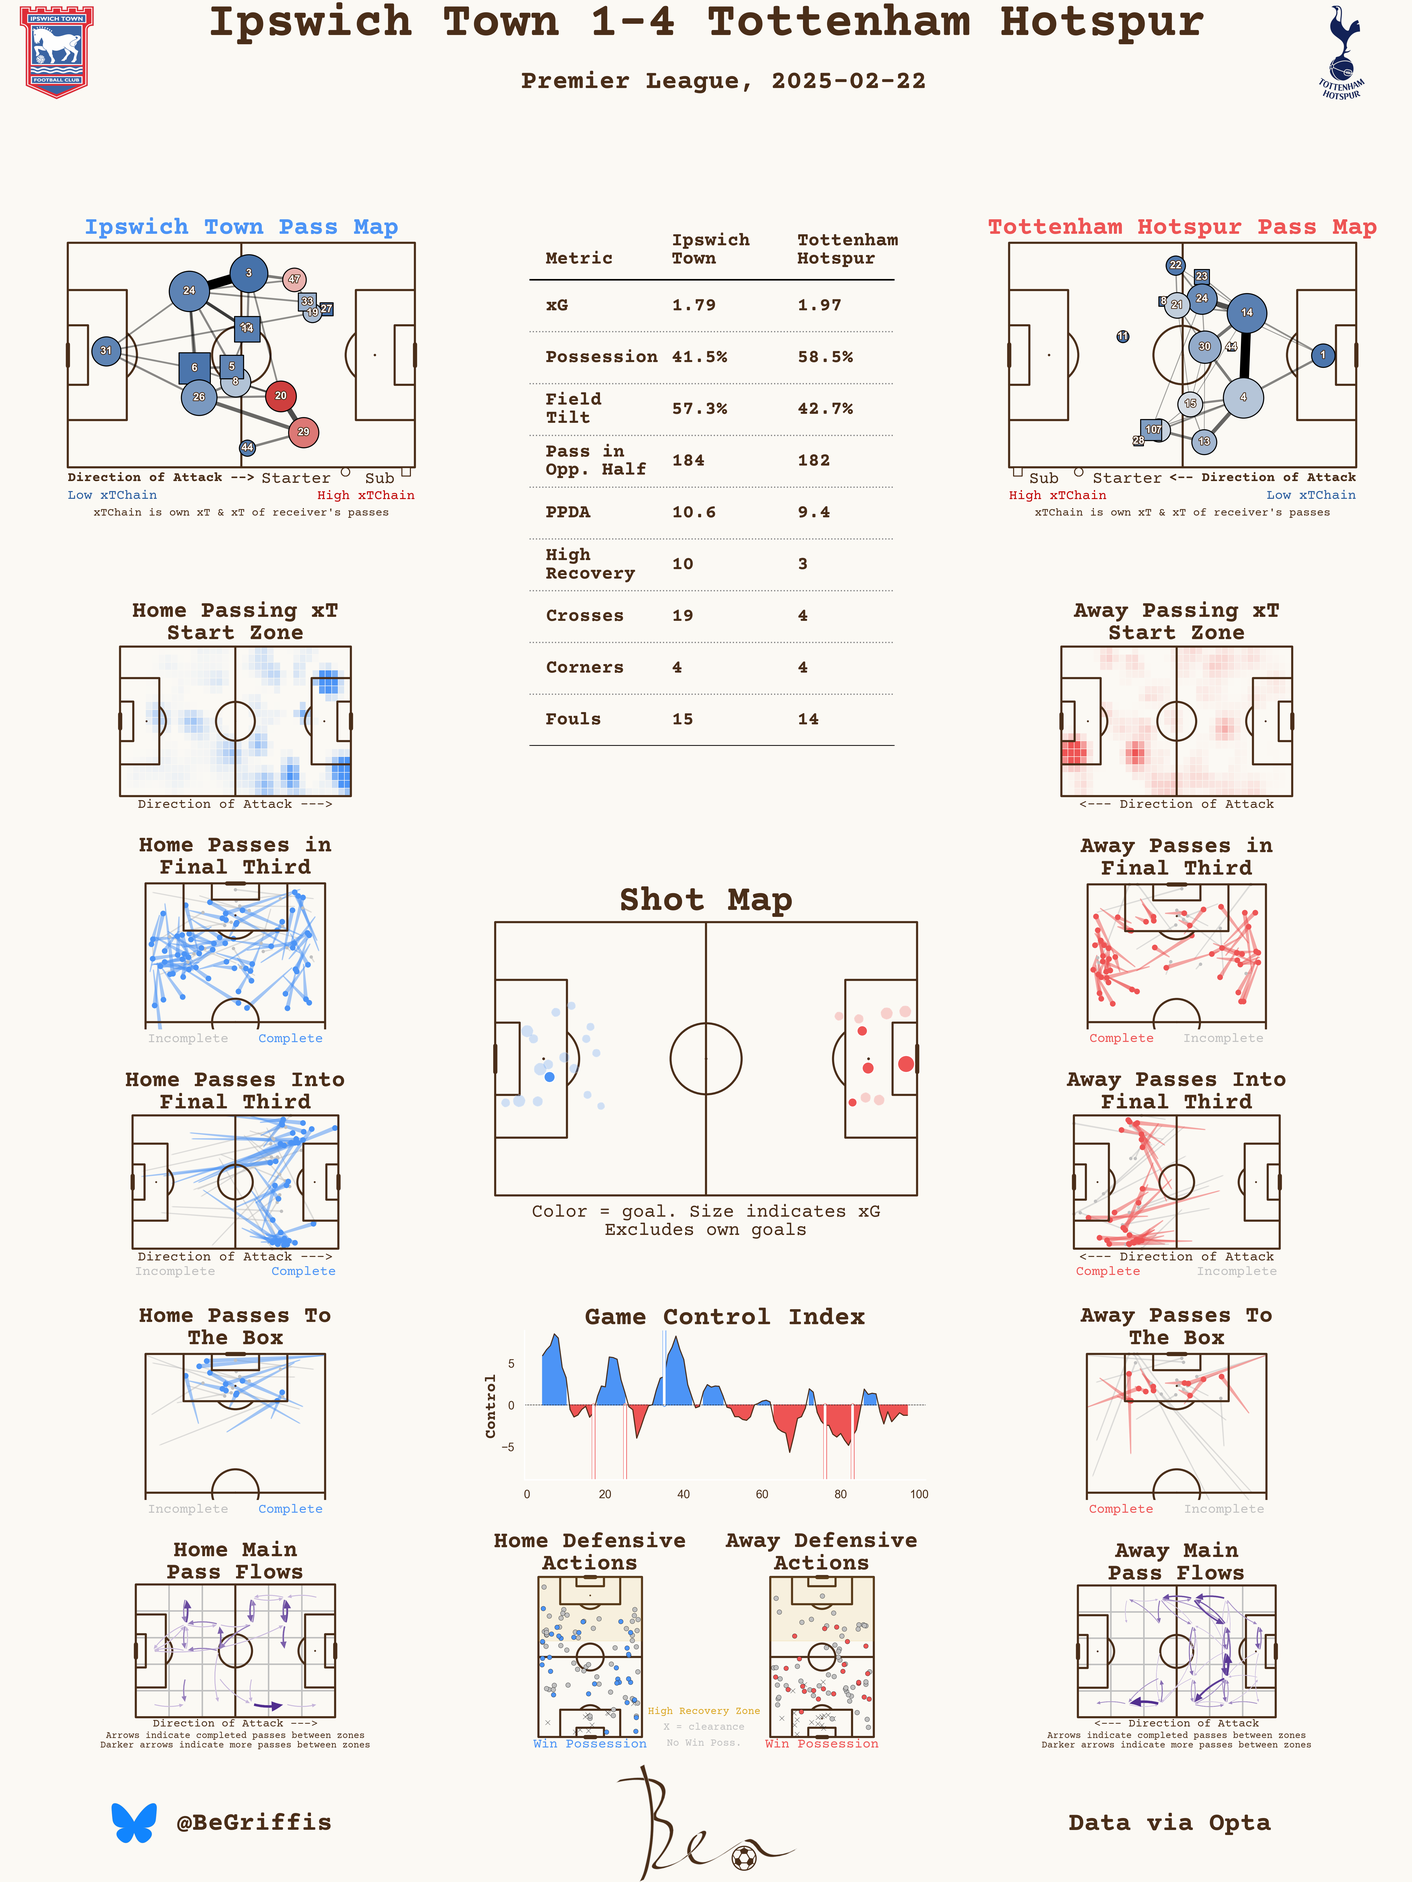 Ipswich Town 1-4 Tottenham Hotspur
Premier League, 2025-02-22
IPSWICH TOWN
FOOTBALL CLUB
TOTTENHAM
HOTSPUR
Ipswich Town Pass Map
3
47
24
33
19
27
14
31
6
5
8
26
20
29
44
Direction of Attack --> Starter Sub
Low xTChain High xTChain
xTChain is own xT & xT of receiver's passes
Metric Ipswich Town Tottenham Hotspur
xG 1.79 1.97
Possession 41.5% 58.5%
Field Tilt 57.3% 42.7%
Pass in Opp. Half 184 182
PPDA 10.6 9.4
High Recovery 10 3
Crosses 19 4
Corners 4 4
Fouls 15 14
Tottenham Hotspur Pass Map
22
23
24
8
21
14
11
30
44
1
4
15
10
7
28
13
Sub Starter <-- Direction of Attack
High xTChain Low xTChain
xTChain is own xT & xT of receiver's passes
Home Passing xT
Start Zone
Direction of Attack --->
Away Passing xT
Start Zone
<--- Direction of Attack
Home Passes in
Final Third
Incomplete Complete
Away Passes in
Final Third
Complete Incomplete
Shot Map
Color = goal. Size indicates xG
Excludes own goals
Home Passes Into
Final Third
Direction of Attack --->
Incomplete Complete
Away Passes Into
Final Third
<--- Direction of Attack
Complete Incomplete
Home Passes To
The Box
Incomplete Complete
Game Control Index
Control
5
0
−5
0 20 40 60 80 100
Away Passes To
The Box
Complete Incomplete
Home Main
Pass Flows
Direction of Attack --->
Arrows indicate completed passes between zones
Darker arrows indicate more passes between zones
Home Defensive
Actions
Win Possession
High Recovery Zone
X = clearance
No Win Poss.
Away Defensive
Actions
Win Possession
Away Main
Pass Flows
<--- Direction of Attack
Arrows indicate completed passes between zones
Darker arrows indicate more passes between zones
@BeGriffis
Ben
Data via Opta